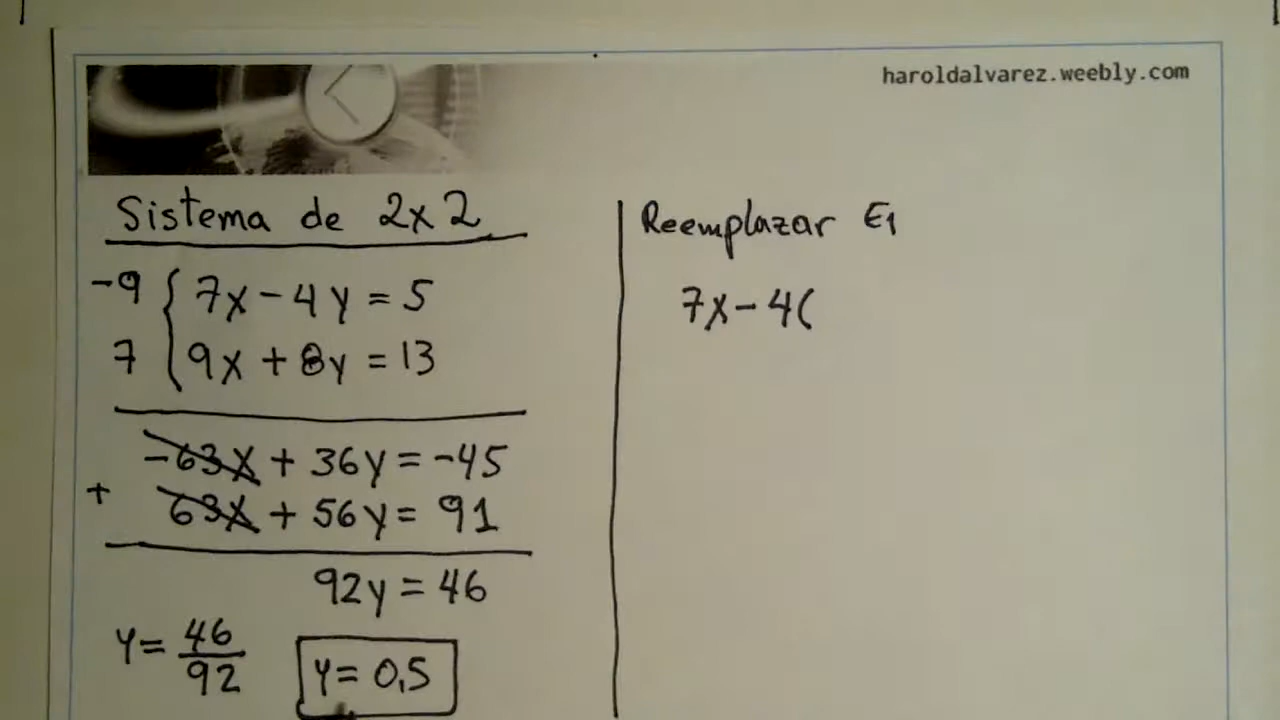 haroldalvarez.weebly.com
Sistema de 2x2
-9 { 7x - 4y = 5
7 { 9x + 8y = 13
-63x + 36y = -45
+ 63x + 56y = 91
92y = 46
y = 46/92
y = 0,5
Reemplazar E1
7x - 4(